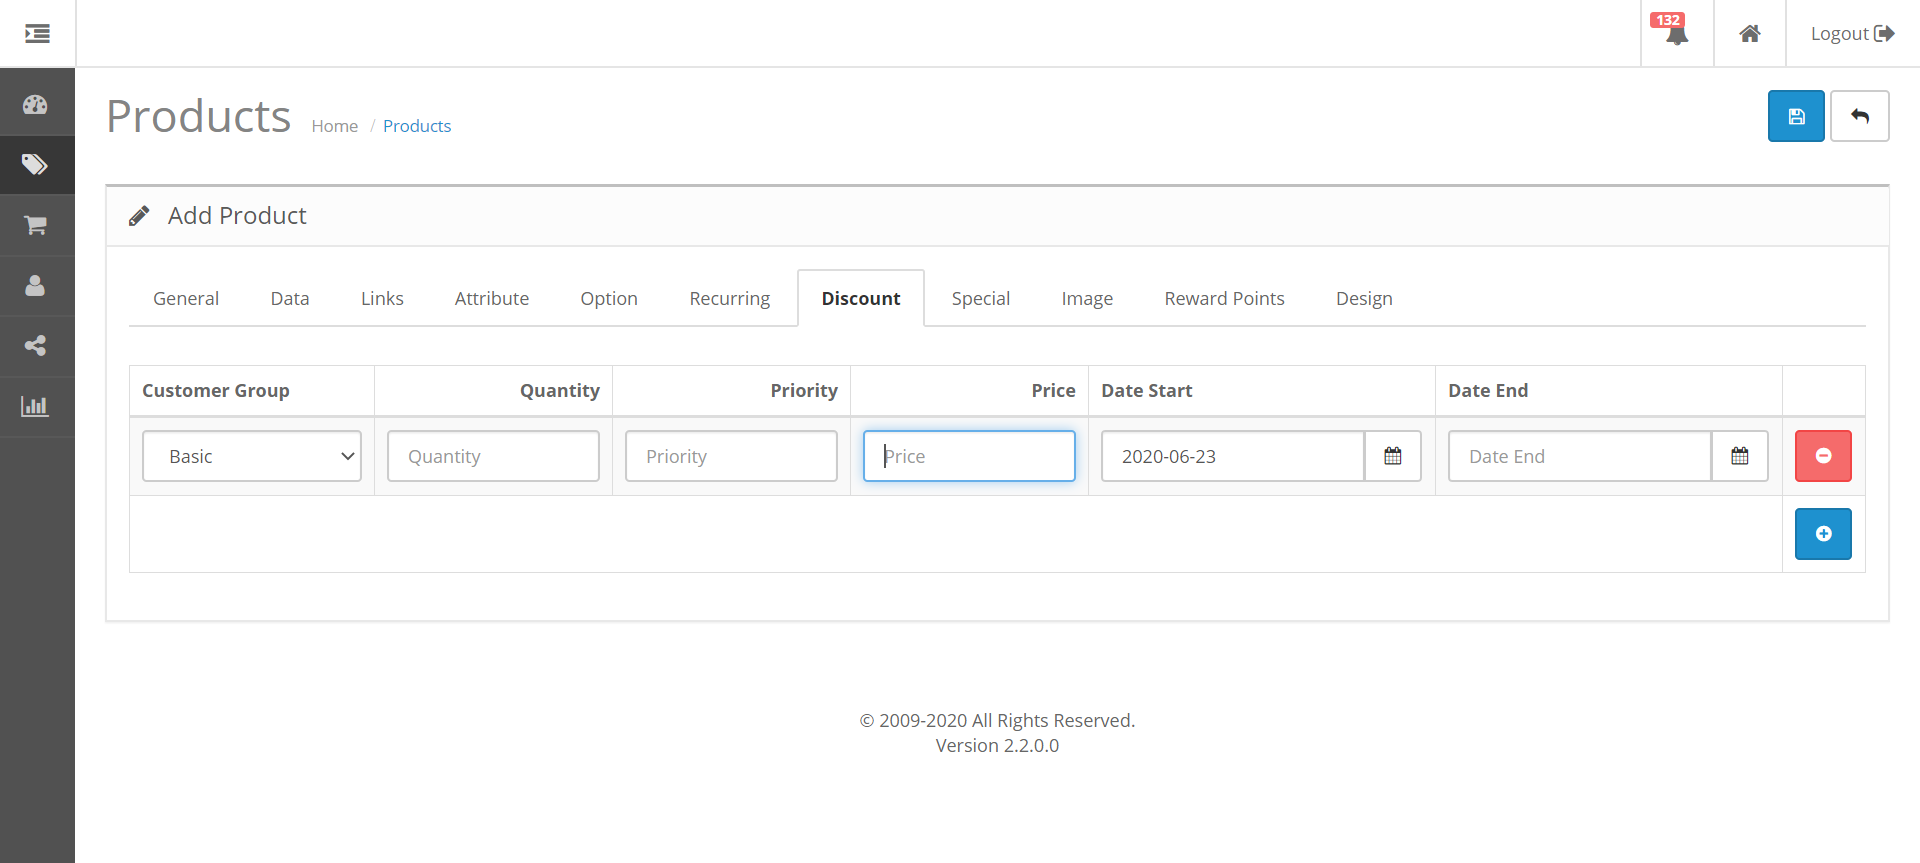 132
Logout
Products
Home / Products
Add Product
General Data Links Attribute Option Recurring Discount Special Image Reward Points Design
Customer Group Quantity Priority Price Date Start Date End
Basic Quantity Priority Price 2020-06-23 Date End
© 2009-2020 All Rights Reserved.
Version 2.2.0.0